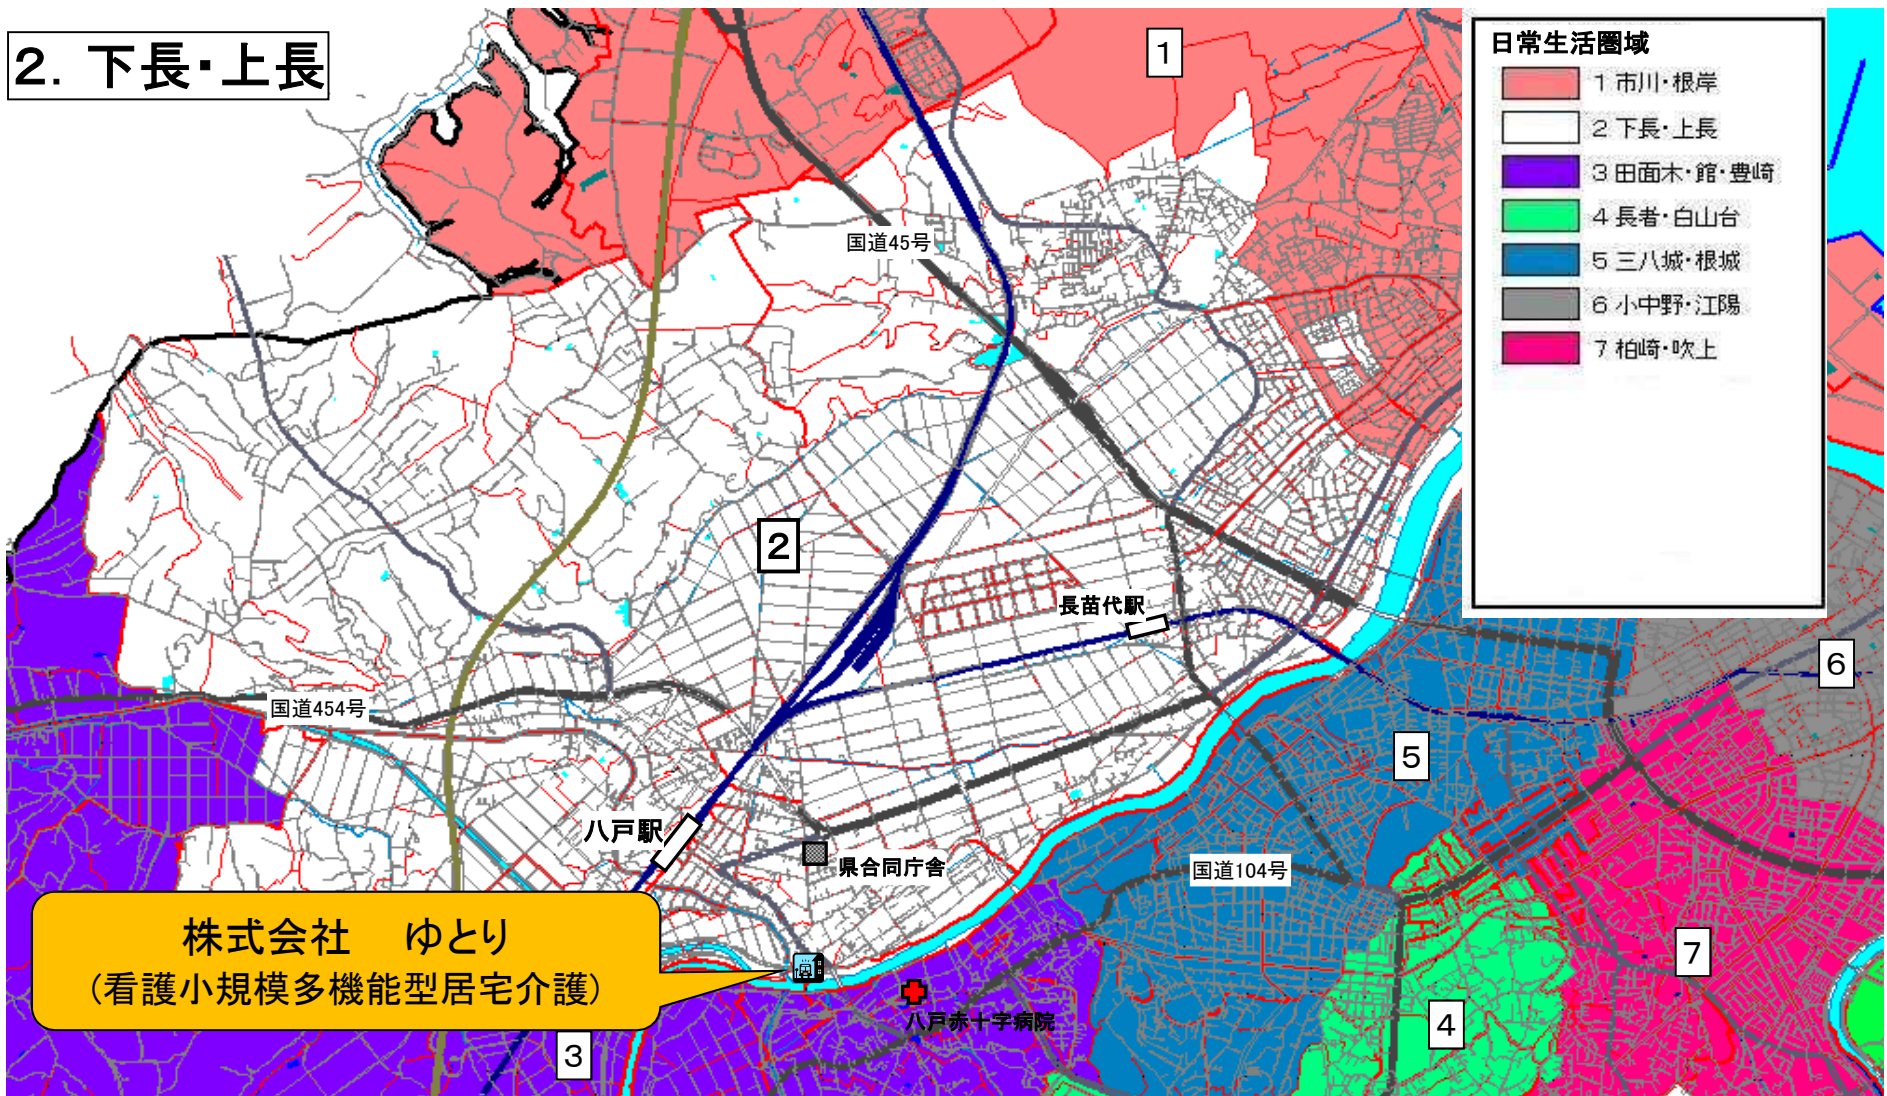 2. 下長・上長
1
日常生活圏域
1 市川・根岸
2 下長・上長
3 田面木・館・豊崎
4 長者・白山台
5 三八城・根城
6 小中野・江陽
7 柏崎・吹上
国道45号
2
長苗代駅
6
国道454号
5
八戸駅
県合同庁舎
国道104号
株式会社 ゆとり
(看護小規模多機能型居宅介護)
7
八戸赤十字病院
4
3